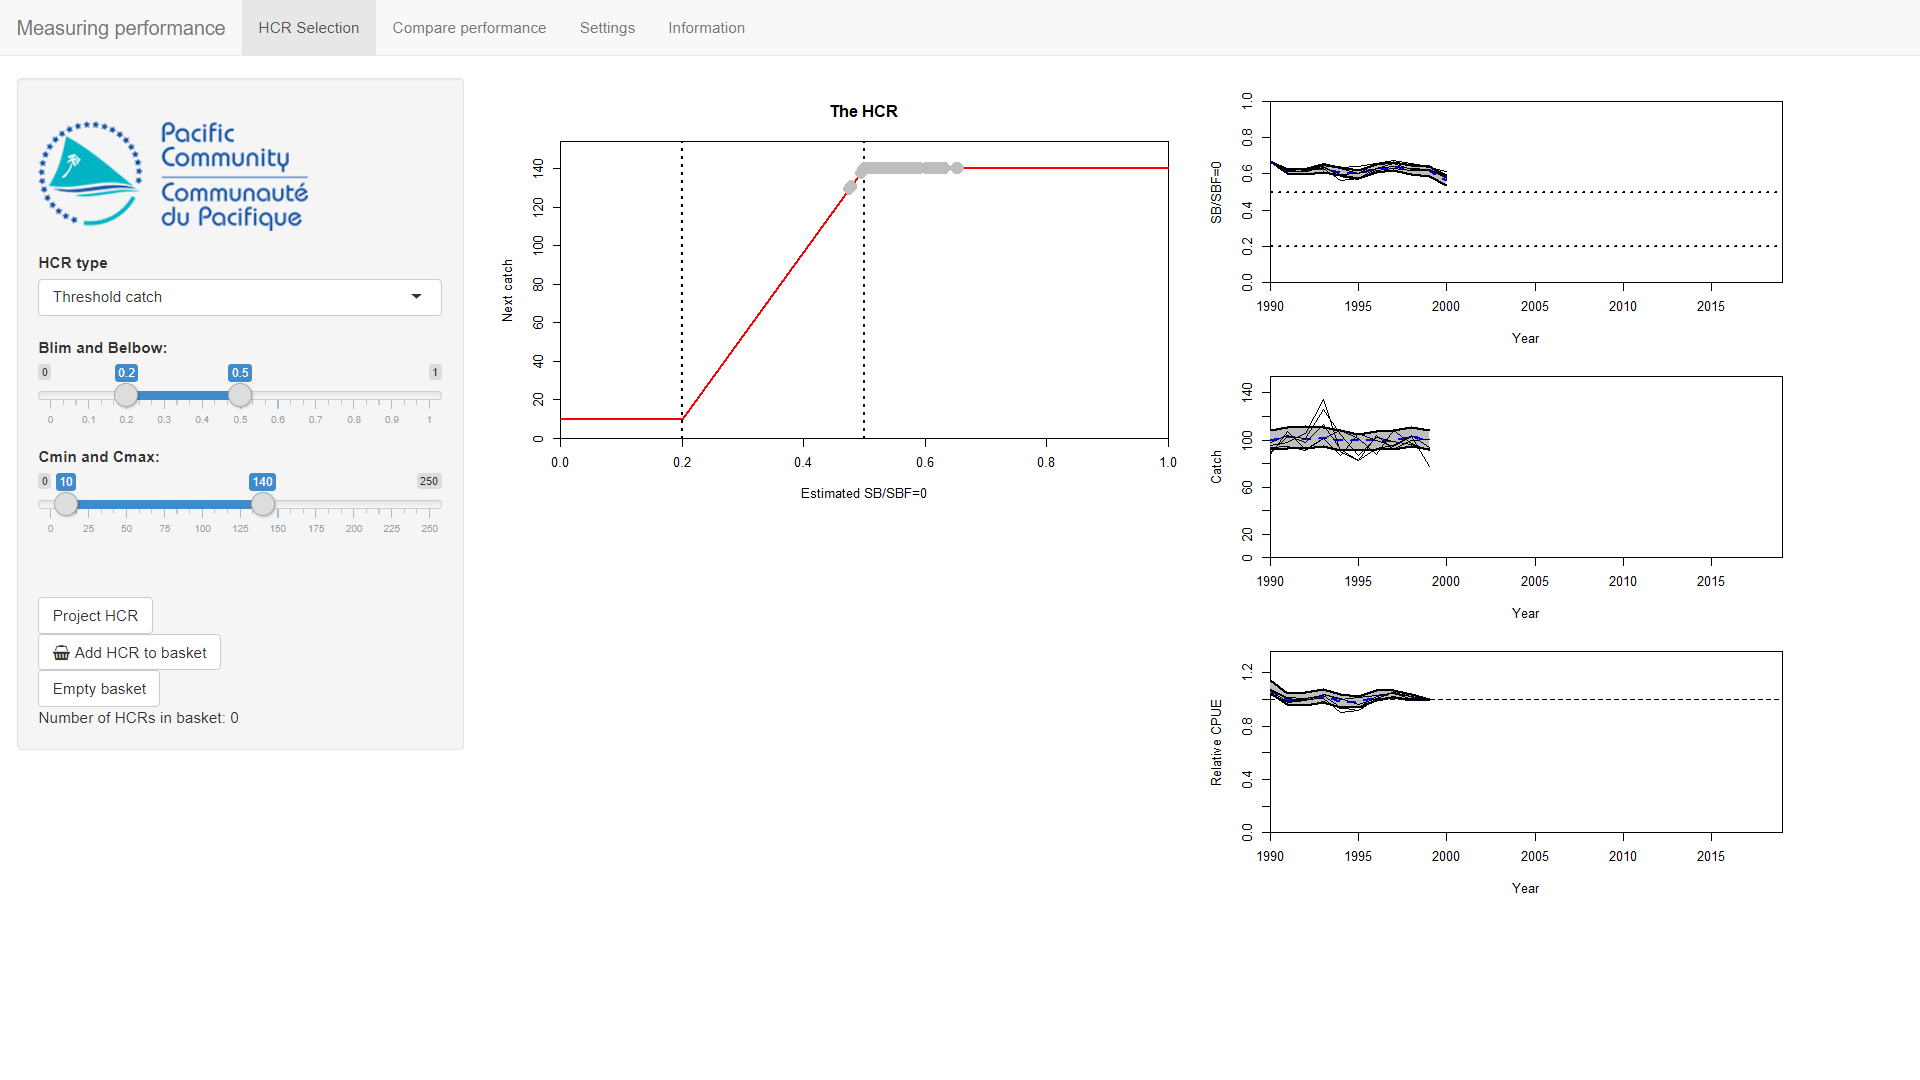 Measuring performance
HCR Selection
Compare performance
Settings
Information
Pacific
Community
Communauté
du Pacifique
HCR type
Threshold catch
Blim and Belbow:
0 0.2 0.5 1
0 0.1 0.2 0.3 0.4 0.5 0.6 0.7 0.8 0.9 1
Cmin and Cmax:
0 10 140 250
0 25 50 75 100 125 150 175 200 225 250
Project HCR
Add HCR to basket
Empty basket
Number of HCRs in basket: 0
The HCR
Next catch
0 20 40 60 80 100 120 140
0.0 0.2 0.4 0.6 0.8 1.0
Estimated SB/SBF=0
SB/SBF=0
0.0 0.2 0.4 0.6 0.8 1.0
1990 1995 2000 2005 2010 2015
Year
Catch
0 20 60 100 140
1990 1995 2000 2005 2010 2015
Year
Relative CPUE
0.0 0.4 0.8 1.2
1990 1995 2000 2005 2010 2015
Year